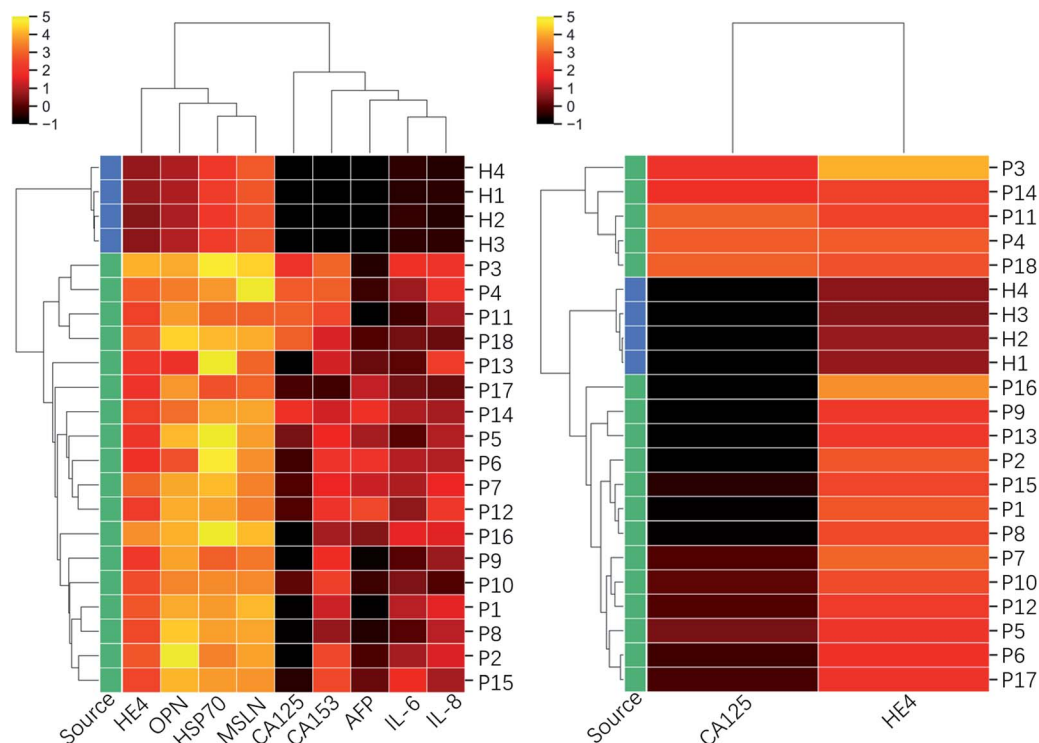 5
4
3
2
1
0
−1
H4
H1
H2
H3
P3
P4
P11
P18
P13
P17
P14
P5
P6
P7
P12
P16
P9
P10
P1
P8
P2
P15
Source
HE4
OPN
HSP70
MSLN
CA125
CA153
AFP
IL-6
IL-8
5
4
3
2
1
0
−1
P3
P14
P11
P4
P18
H4
H3
H2
H1
P16
P9
P13
P2
P15
P1
P8
P7
P10
P12
P5
P6
P17
Source
CA125
HE4